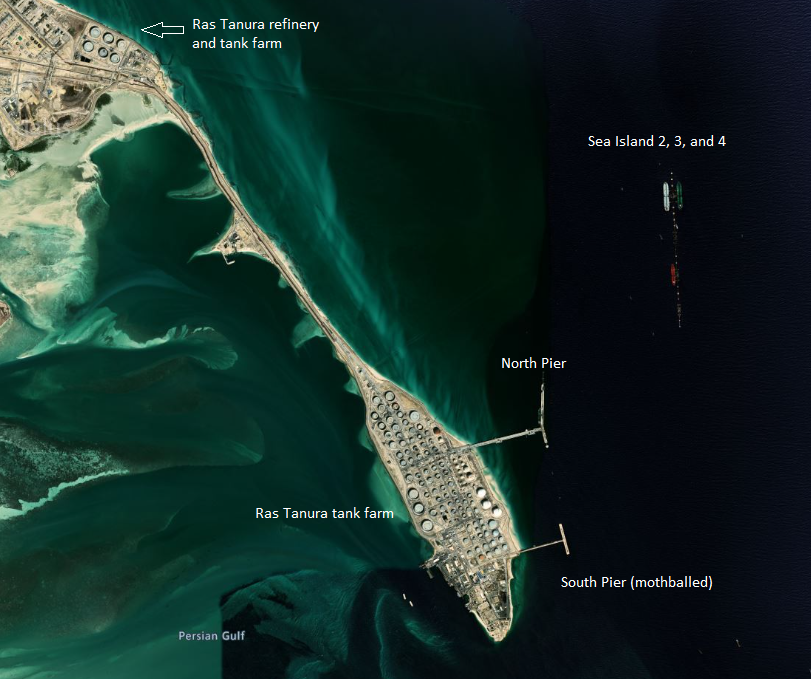 Ras Tanura refinery
and tank farm
Sea Island 2, 3, and 4
North Pier
Ras Tanura tank farm
South Pier (mothballed)
Persian Gulf